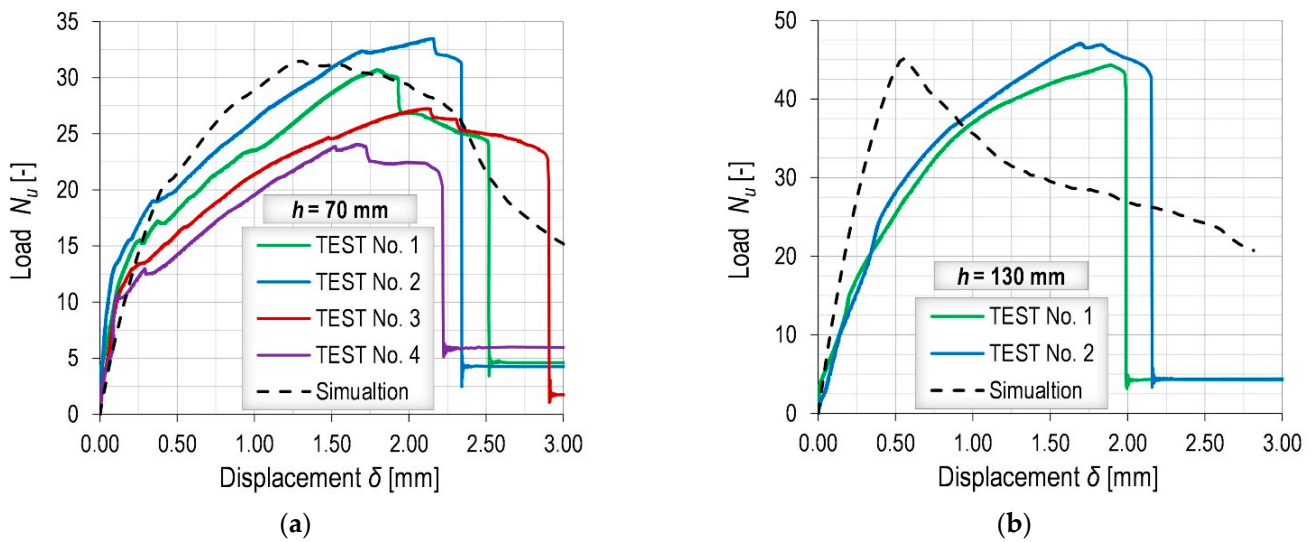 35
30
25
20
15
10
5
0
Load Nu [-]
h = 70 mm
TEST No. 1
TEST No. 2
TEST No. 3
TEST No. 4
Simualtion
0.00 0.50 1.00 1.50 2.00 2.50 3.00
Displacement δ [mm]
(a)
50
40
30
20
10
0
Load Nu [-]
h = 130 mm
TEST No. 1
TEST No. 2
Simualtion
0.00 0.50 1.00 1.50 2.00 2.50 3.00
Displacement δ [mm]
(b)